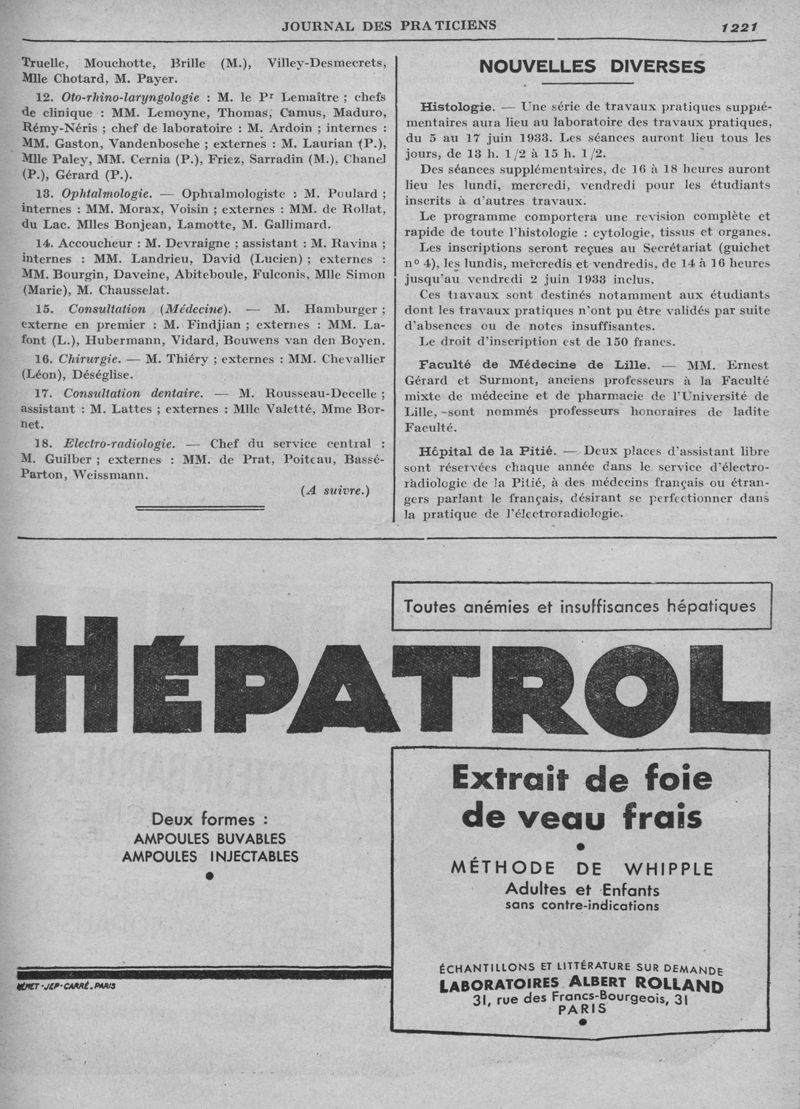 JOURNAL DES PRATICIENS 1221
Truelle, Mouchotte, Brille (M.), Villey-Desmecrets,
Mlle Chotard, M. Payer.
12. Oto-rhino-laryngologie : M. le Pr Lemaître ; chefs
de clinique : MM. Lemoyne, Thomas, Camus, Maduro,
Rémy-Néris ; chef de laboratoire : M. Ardoin ; internes :
MM. Gaston, Vandenbosche ; externes : M. Laurian (P.),
Mlle Paley, MM. Cernia (P.), Friez, Sarradin (M.), Chanel
(P.), Gérard (P.).
13. Ophtalmologie. — Ophtalmologiste : M. Poulard ;
internes : MM. Morax, Voisin ; externes : MM. de Rollat,
du Lac. Mlles Bonjean, Lamotte, M. Gallimard.
14. Accoucheur : M. Devraigne ; assistant : M. Ravina ;
internes : MM. Landrieu, David (Lucien) ; externes :
MM. Bourgin, Daveine, Abiteboule, Fulconis, Mlle Simon
(Marie), M. Chausselat.
15. Consultation (Médecine). — M. Hamburger ;
externe en premier : M. Findjian ; externes : MM. La-
font (L.), Hubermann, Vidard, Bouwens van den Boyen.
16. Chirurgie. — M. Thiéry ; externes : MM. Chevallier
(Léon), Déséglise.
17. Consultation dentaire. — M. Rousseau-Decelle ;
assistant : M. Lattes ; externes : Mlle Valetté, Mme Bor-
net.
18. Electro-radiologie. — Chef du service central :
M. Guilber ; externes : MM. de Prat, Poiteau, Bassé-
Parton, Weissmann.
(A suivre.)
NOUVELLES DIVERSES
Histologie. — Une série de travaux pratiques supplé-
mentaires aura lieu au laboratoire des travaux pratiques,
du 5 au 17 juin 1933. Les séances auront lieu tous les
jours, de 13 h. 1/2 à 15 h. 1/2.
Des séances supplémentaires, de 16 à 18 heures auront
lieu les lundi, mercredi, vendredi pour les étudiants
inscrits à d'autres travaux.
Le programme comportera une revision complète et
rapide de toute l'histologie : cytologie, tissus et organes.
Les inscriptions seront reçues au Secrétariat (guichet
n° 4), les lundis, mercredis et vendredis, de 14 à 16 heures
jusqu'au vendredi 2 juin 1933 inclus.
Ces travaux sont destinés notamment aux étudiants
dont les travaux pratiques n'ont pu être validés par suite
d'absences ou de notes insuffisantes.
Le droit d'inscription est de 150 francs.
Faculté de Médecine de Lille. — MM. Ernest
Gérard et Surmont, anciens professeurs à la Faculté
mixte de médecine et de pharmacie de l'Université de
Lille, -sont nommés professeurs honoraires de ladite
Faculté.
Hôpital de la Pitié. — Deux places d'assistant libre
sont réservées chaque année dans le service d'électro-
radiologie de la Pitié, à des médecins français ou étran-
gers parlant le français, désirant se perfectionner dans
la pratique de l'électroradiologie.
Toutes anémies et insuffisances hépatiques
HÉPATROL
Deux formes :
AMPOULES BUVABLES
AMPOULES INJECTABLES
Extrait de foie
de veau frais
MÉTHODE DE WHIPPLE
Adultes et Enfants
sans contre-indications
ÉCHANTILLONS ET LITTÉRATURE SUR DEMANDE
LABORATOIRES ALBERT ROLLAND
31, rue des Francs-Bourgeois, 31
PARIS
-JEP-CARRÉ.PARIS